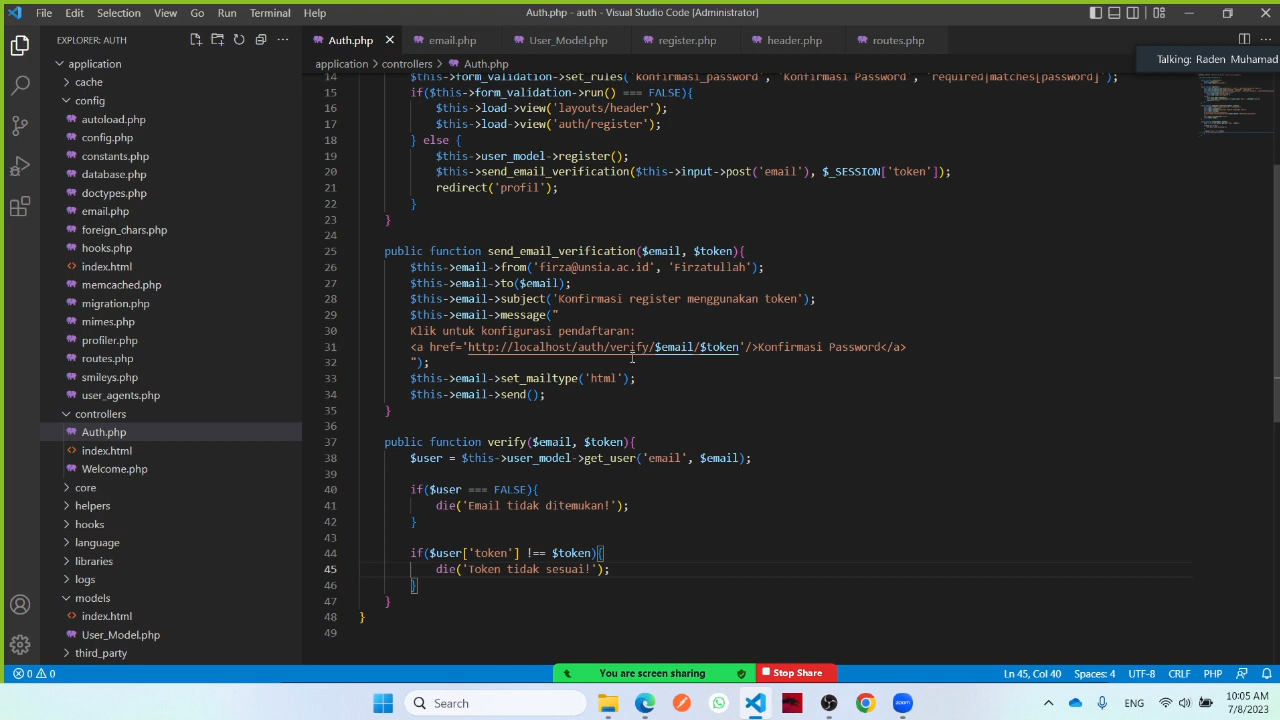 File Edit Selection View Go Run Terminal Help
Auth.php - auth - Visual Studio Code [Administrator]
EXPLORER: AUTH
Auth.php
email.php
User_Model.php
register.php
header.php
routes.php
Talking: Raden Muhamad
application > controllers > Auth.php
application
cache
config
autoload.php
config.php
constants.php
database.php
doctypes.php
email.php
foreign_chars.php
hooks.php
index.html
memcached.php
migration.php
mimes.php
profiler.php
routes.php
smileys.php
user_agents.php
controllers
Auth.php
index.html
Welcome.php
core
helpers
hooks
language
libraries
logs
models
index.html
User_Model.php
third_party
14 $this->form_validation->set_rules('konfirmasi_password', 'Konfirmasi Password', 'required|matches[password]');
15 if($this->form_validation->run() === FALSE){
16 $this->load->view('layouts/header');
17 $this->load->view('auth/register');
18 } else {
19 $this->user_model->register();
20 $this->send_email_verification($this->input->post('email'), $_SESSION['token']);
21 redirect('profil');
22 }
23 }
24
25 public function send_email_verification($email, $token){
26 $this->email->from('firza@unsia.ac.id', 'Firzatullah');
27 $this->email->to($email);
28 $this->email->subject('Konfirmasi register menggunakan token');
29 $this->email->message("
30 Klik untuk konfigurasi pendaftaran:
31 <a href='http://localhost/auth/verify/$email/$token'/>Konfirmasi Password</a>
32 ");
33 $this->email->set_mailtype('html');
34 $this->email->send();
35 }
36
37 public function verify($email, $token){
38 $user = $this->user_model->get_user('email', $email);
39
40 if($user === FALSE){
41 die('Email tidak ditemukan!');
42 }
43
44 if($user['token'] !== $token){
45 die('Token tidak sesuai!');
46 }
47 }
48 }
49
0 0
You are screen sharing
Stop Share
Ln 45, Col 40 Spaces: 4 UTF-8 CRLF PHP
Search
zoom
ENG
10:05 AM
7/8/2023